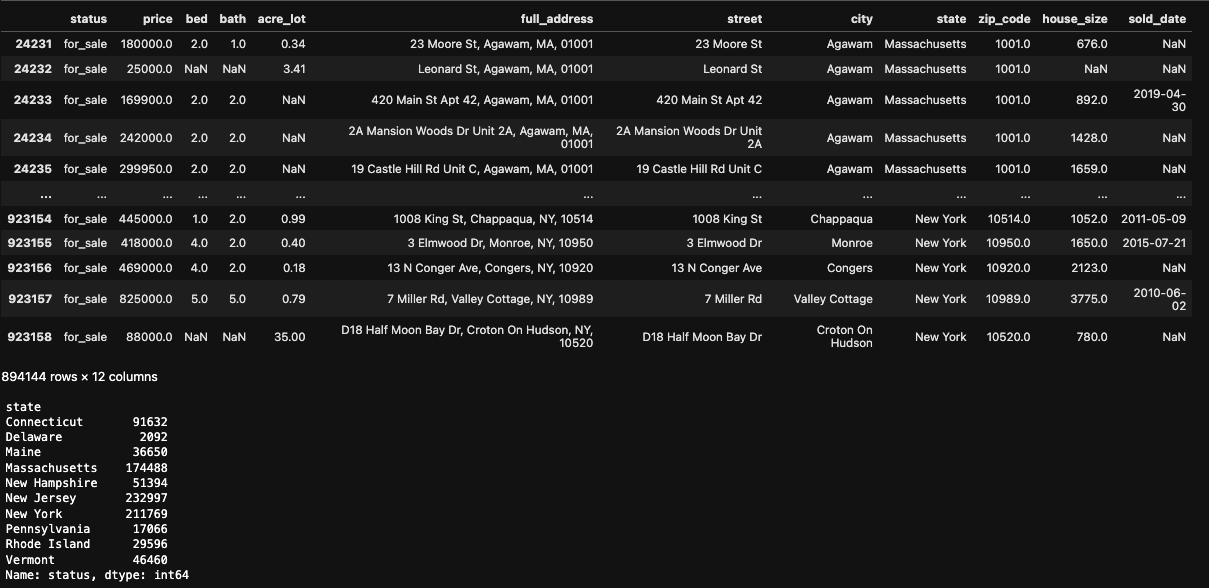 status price bed bath acre_lot full_address street city state zip_code house_size sold_date
24231 for_sale 180000.0 2.0 1.0 0.34 23 Moore St, Agawam, MA, 01001 23 Moore St Agawam Massachusetts 1001.0 676.0 NaN
24232 for_sale 25000.0 NaN NaN 3.41 Leonard St, Agawam, MA, 01001 Leonard St Agawam Massachusetts 1001.0 NaN NaN
24233 for_sale 169900.0 2.0 2.0 NaN 420 Main St Apt 42, Agawam, MA, 01001 420 Main St Apt 42 Agawam Massachusetts 1001.0 892.0 2019-04-
30
24234 for_sale 242000.0 2.0 2.0 NaN 2A Mansion Woods Dr Unit 2A, Agawam, MA, 2A Mansion Woods Dr Unit Agawam Massachusetts 1001.0 1428.0 NaN
01001 2A
24235 for_sale 299950.0 2.0 2.0 NaN 19 Castle Hill Rd Unit C, Agawam, MA, 01001 19 Castle Hill Rd Unit C Agawam Massachusetts 1001.0 1659.0 NaN
... ... ... ... ... ... ... ... ... ... ... ... ...
923154 for_sale 445000.0 1.0 2.0 0.99 1008 King St, Chappaqua, NY, 10514 1008 King St Chappaqua New York 10514.0 1052.0 2011-05-09
923155 for_sale 418000.0 4.0 2.0 0.40 3 Elmwood Dr, Monroe, NY, 10950 3 Elmwood Dr Monroe New York 10950.0 1650.0 2015-07-21
923156 for_sale 469000.0 4.0 2.0 0.18 13 N Conger Ave, Congers, NY, 10920 13 N Conger Ave Congers New York 10920.0 2123.0 NaN
923157 for_sale 825000.0 5.0 5.0 0.79 7 Miller Rd, Valley Cottage, NY, 10989 7 Miller Rd Valley Cottage New York 10989.0 3775.0 2010-06-
02
923158 for_sale 88000.0 NaN NaN 35.00 D18 Half Moon Bay Dr, Croton On Hudson, NY, D18 Half Moon Bay Dr Croton On New York 10520.0 780.0 NaN
10520 Hudson
894144 rows × 12 columns
state
Connecticut 91632
Delaware 2092
Maine 36650
Massachusetts 174488
New Hampshire 51394
New Jersey 232997
New York 211769
Pennsylvania 17066
Rhode Island 29596
Vermont 46460
Name: status, dtype: int64